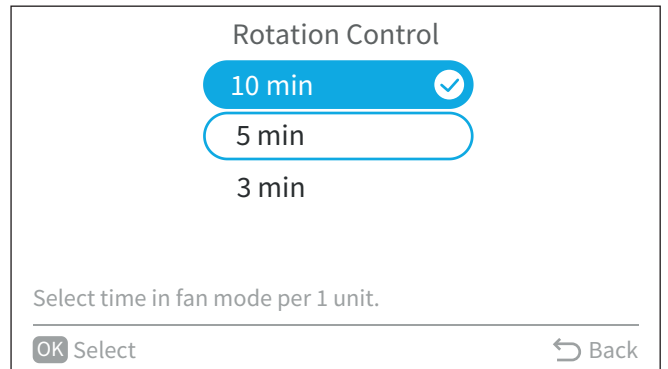 Rotation Control
10 min
5 min
3 min
Select time in fan mode per 1 unit.
OK Select
Back